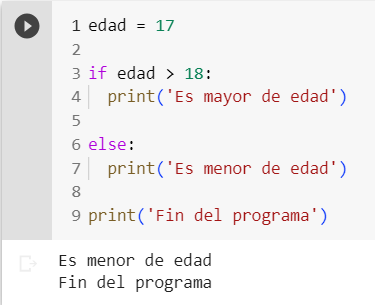 1 edad = 17
2
3 if edad > 18:
4   print('Es mayor de edad')
5
6 else:
7   print('Es menor de edad')
8
9 print('Fin del programa')
Es menor de edad
Fin del programa